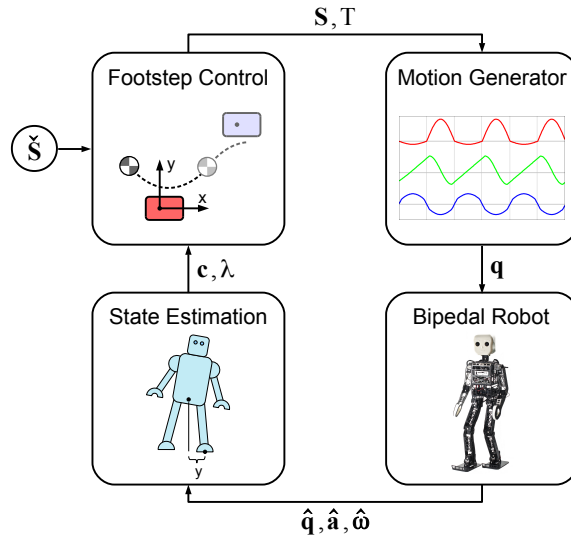 S, T
Footstep Control
Motion Generator
Š
y
x
c, λ
q
State Estimation
Bipedal Robot
y
q̂, â, ω̂